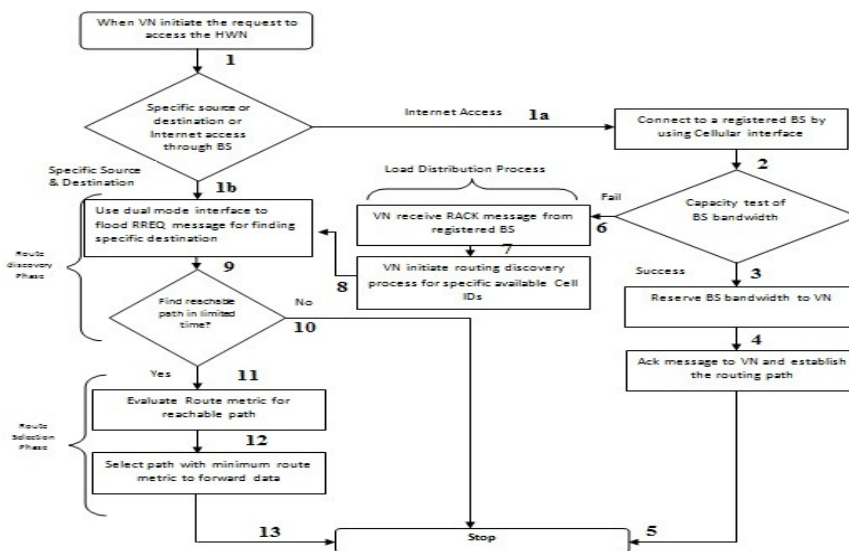 When VN initiate the request to
access the HWN
1
Specific source or
destination or
Internet access
through BS
Internet Access
1a
Connect to a registered BS by
using Cellular interface
2
Specific Source
& Destination
1b
Load Distribution Process
Capacity test of
BS bandwidth
Fail
6
VN receive RACK message from
registered BS
7
VN initiate routing discovery
process for specific available Cell
IDs
8
Use dual mode interface to
flood RREQ message for finding
specific destination
Route
discovery
Phase
9
Success
3
Reserve BS bandwidth to VN
4
Ack message to VN and establish
the routing path
Find reachable
path in limited
time?
No
10
Yes
11
Evaluate Route metric for
reachable path
12
Route
Selection
Phase
Select path with minimum route
metric to forward data
13
Stop
5